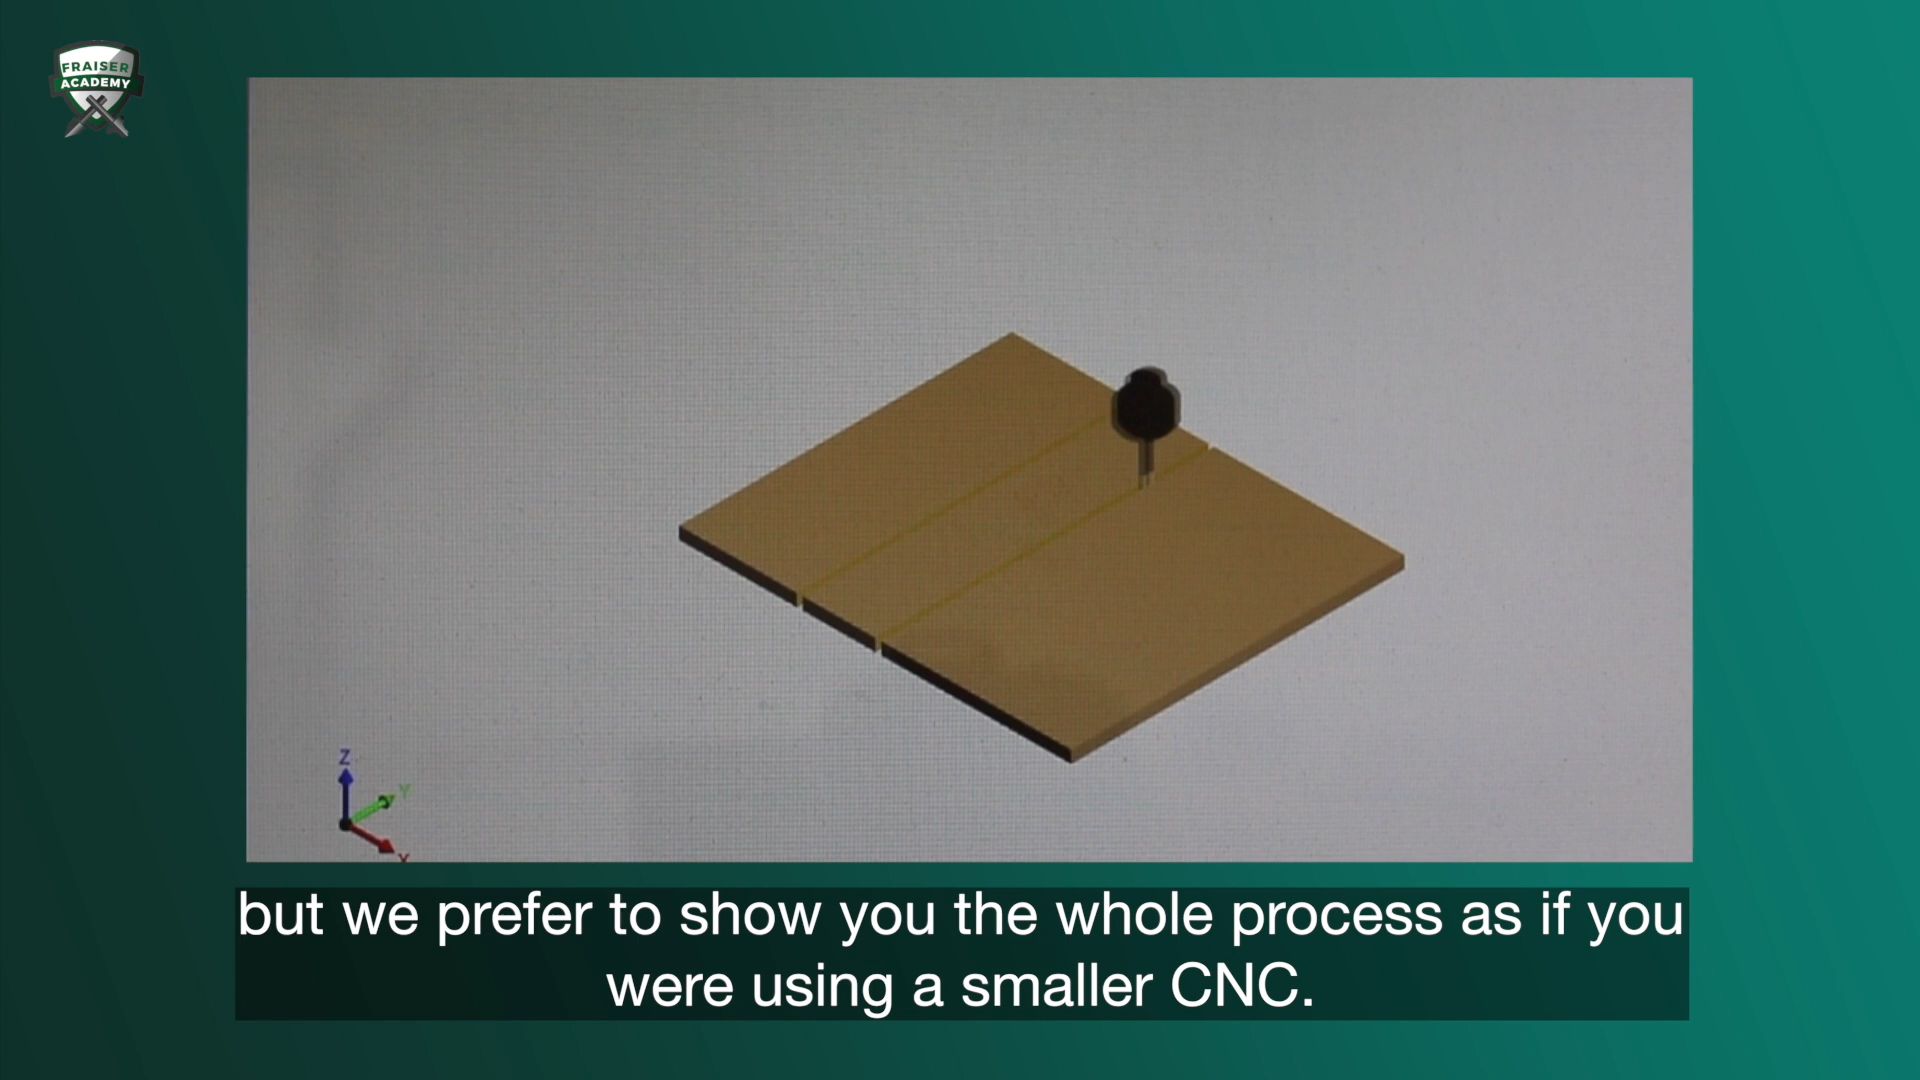 FRAISER
ACADEMY
Z
Y
X
but we prefer to show you the whole process as if you
were using a smaller CNC.